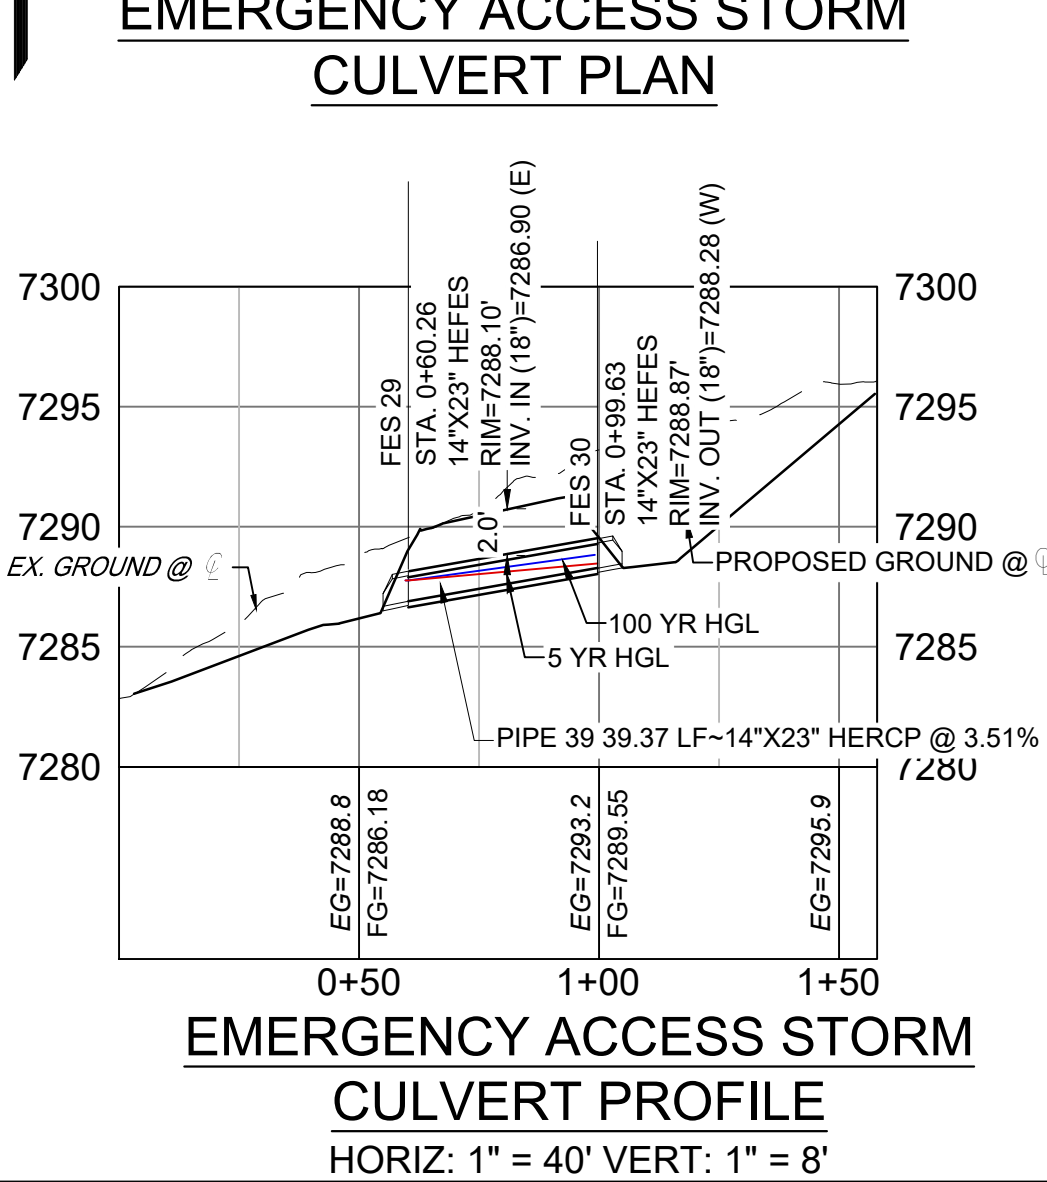 EMERGENCY ACCESS STORM
CULVERT PLAN
FES 29
STA. 0+60.26
14"X23" HEFES
RIM=7288.10'
INV. IN (18")=7286.90 (E)
FES 30
STA. 0+99.63
14"X23" HEFES
RIM=7288.87'
INV. OUT (18")=7288.28 (W)
7300
7300
7295
7295
7290
7290
2.0'
EX. GROUND @ ℄
PROPOSED GROUND @ ℄
100 YR HGL
7285
7285
5 YR HGL
PIPE 39 39.37 LF~14"X23" HERCP @ 3.51%
7280
7280
EG=7288.8
FG=7286.18
EG=7293.2
FG=7289.55
EG=7295.9
0+50
1+00
1+50
EMERGENCY ACCESS STORM
CULVERT PROFILE
HORIZ: 1" = 40' VERT: 1" = 8'